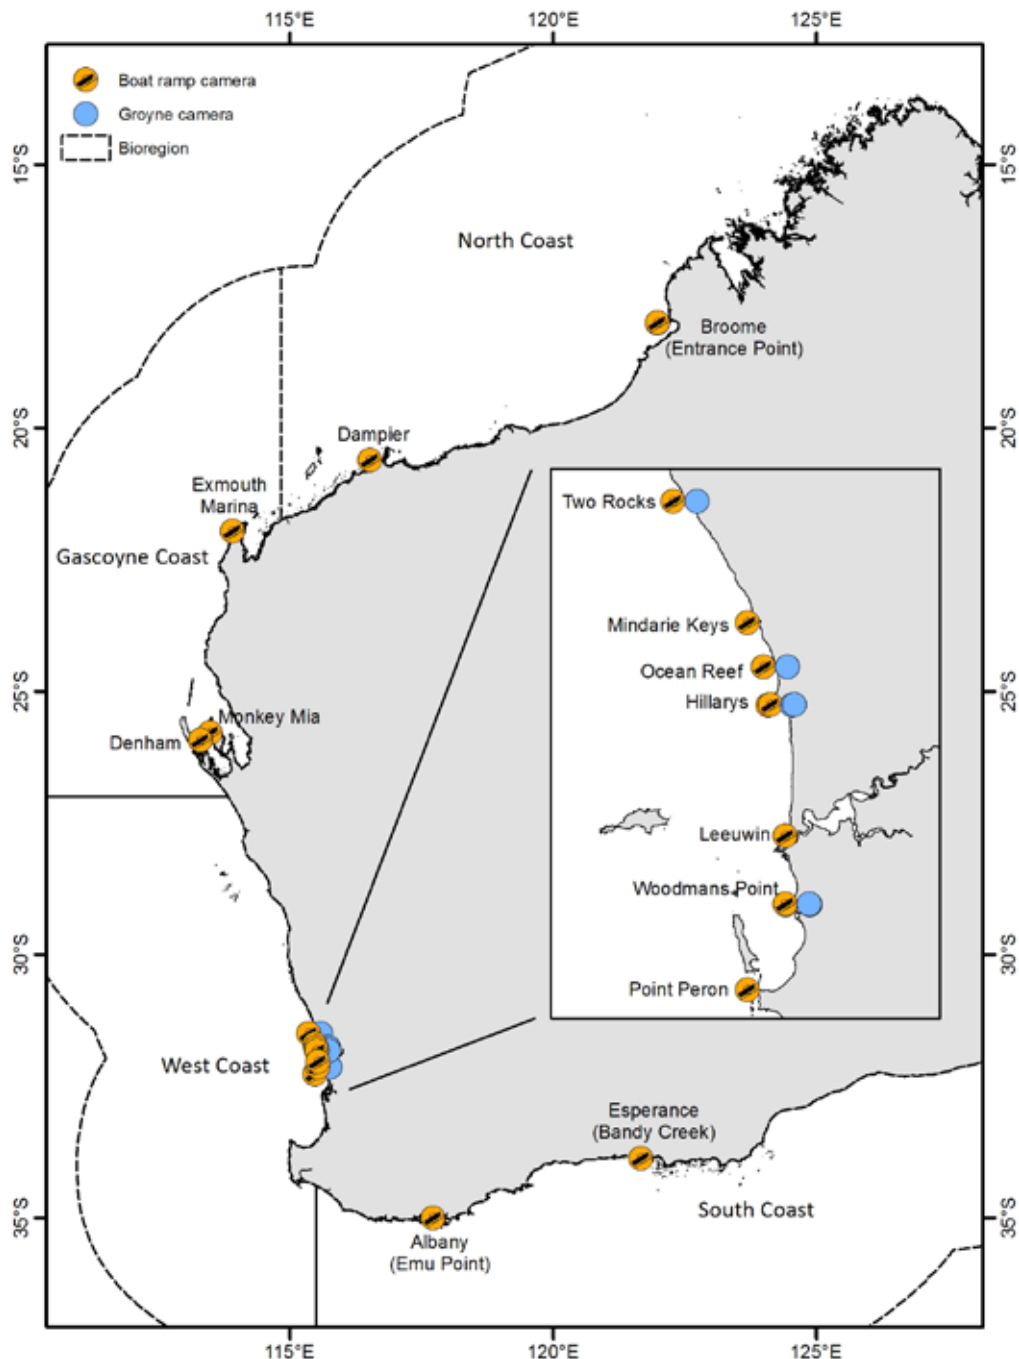 115°E
120°E
125°E
Boat ramp camera
Groyne camera
Bioregion
15°S
15°S
North Coast
Broome
(Entrance Point)
20°S
20°S
Dampier
Exmouth
Marina
Gascoyne Coast
Two Rocks
Mindarie Keys
Ocean Reef
Hillarys
Leeuwin
Woodmans Point
Point Peron
25°S
25°S
Monkey Mia
Denham
30°S
30°S
West Coast
Esperance
(Bandy Creek)
South Coast
35°S
35°S
Albany
(Emu Point)
115°E
120°E
125°E